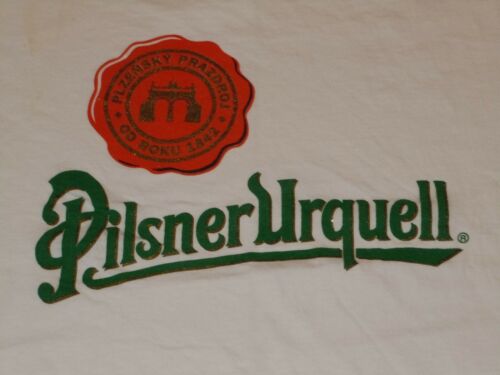 PLZEŇSKÝ PRAZDROJ
OD ROKU 1842
Pilsner Urquell ®